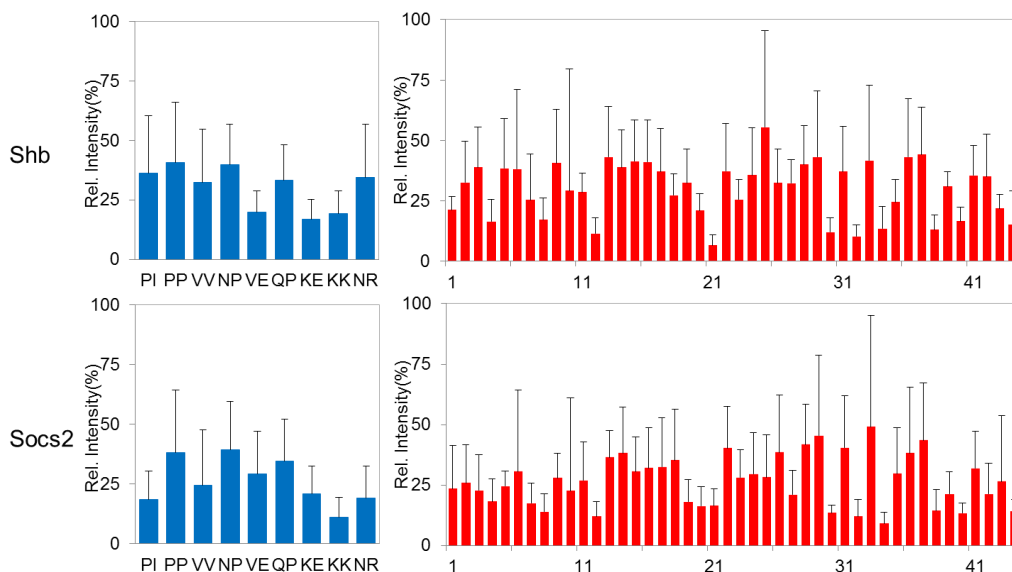 Shb
Rel. Intensity(%)
100
75
50
25
0
PI PP VV NP VE QP KE KK NR
Rel. Intensity(%)
100
75
50
25
0
1 11 21 31 41
Socs2
Rel. Intensity(%)
100
75
50
25
0
PI PP VV NP VE QP KE KK NR
Rel. Intensity(%)
100
75
50
25
0
1 11 21 31 41